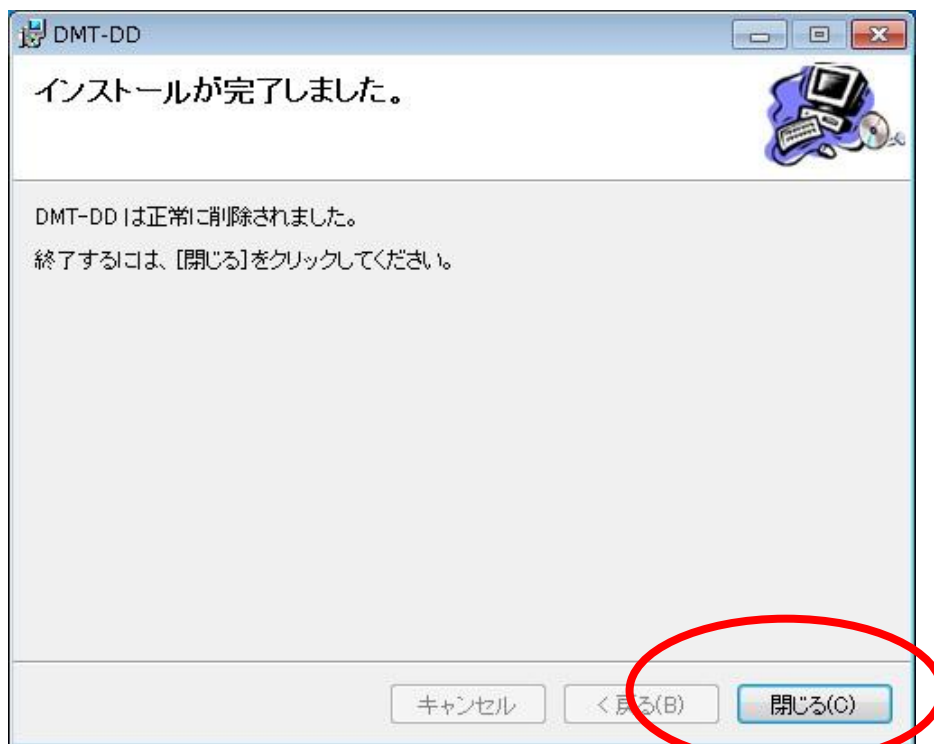 DMT-DD
インストールが完了しました。
DMT-DD は正常に削除されました。
終了するには、[閉じる]をクリックしてください。
キャンセル
< 戻る(B)
閉じる(C)